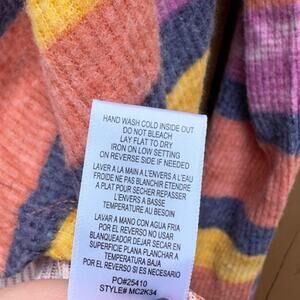 HAND WASH COLD INSIDE OUT
DO NOT BLEACH
LAY FLAT TO DRY
IRON ON LOW SETTING
ON REVERSE SIDE IF NEEDED
LAVER A LA MAIN A L'ENVERS A L'EAU
FROIDE NE PAS BLANCHIR ETENDRE
A PLAT POUR SECHER REPASSER
L'ENVERS A BASSE
TEMPERATURE AU BESOIN
LAVAR A MANO CON AGUA FRIA
POR EL REVERSO NO USAR
BLANQUEADOR DEJAR SECAR EN
SUPERFICIE PLANA PLANCHAR A
TEMPERATURA BAJA
POR EL REVERSO SI ES NECESARIO
PO#25410
STYLE# MC2K34